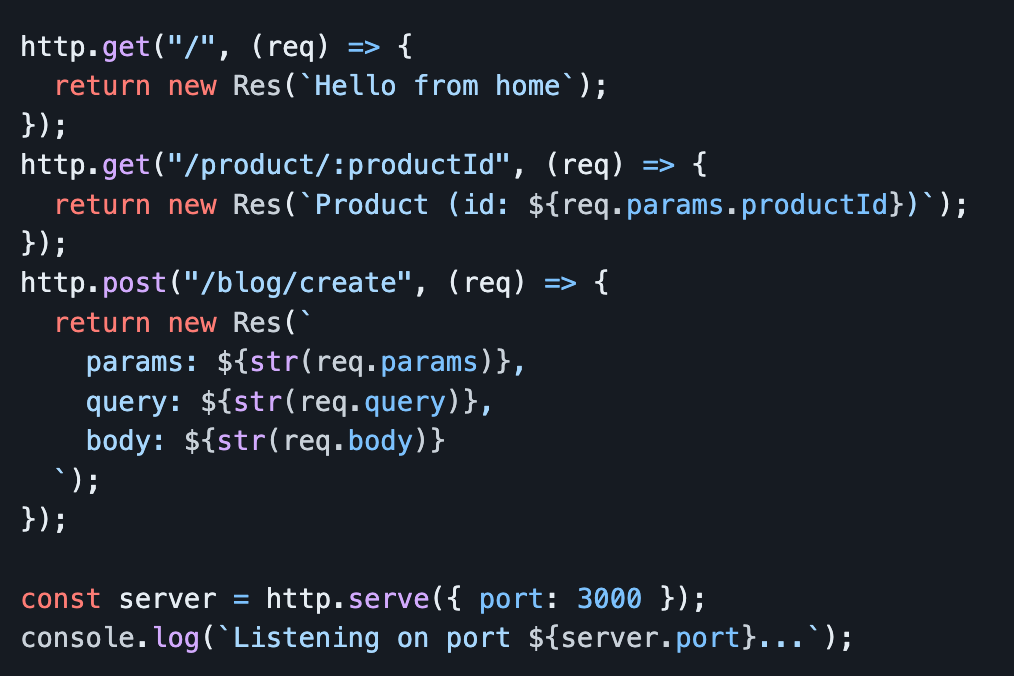 http.get("/", (req) => {
  return new Res(`Hello from home`);
});
http.get("/product/:productId", (req) => {
  return new Res(`Product (id: ${req.params.productId})`);
});
http.post("/blog/create", (req) => {
  return new Res(`
    params: ${str(req.params)},
    query: ${str(req.query)},
    body: ${str(req.body)}
  `);
});

const server = http.serve({ port: 3000 });
console.log(`Listening on port ${server.port}...`);